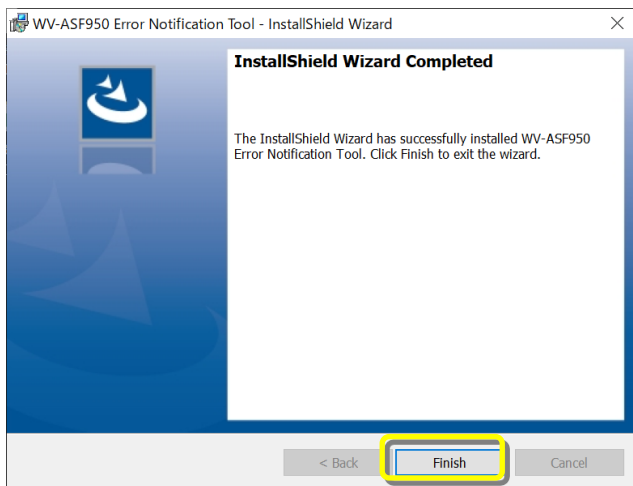 WV-ASF950 Error Notification Tool - InstallShield Wizard
InstallShield Wizard Completed
The InstallShield Wizard has successfully installed WV-ASF950
Error Notification Tool. Click Finish to exit the wizard.
< Back
Finish
Cancel